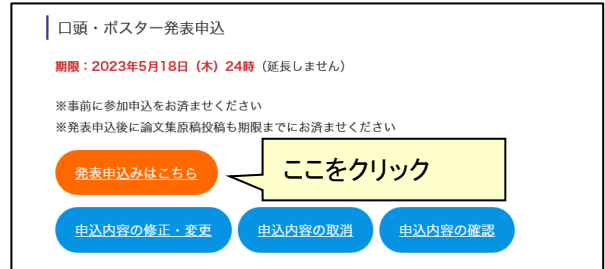 口頭・ポスター発表申込
期限：2023年5月18日（木）24時（延長しません）
※事前に参加申込をお済ませください
※発表申込後に論文集原稿投稿も期限までにお済ませください
発表申込みはこちら
ここをクリック
申込内容の修正・変更
申込内容の取消
申込内容の確認